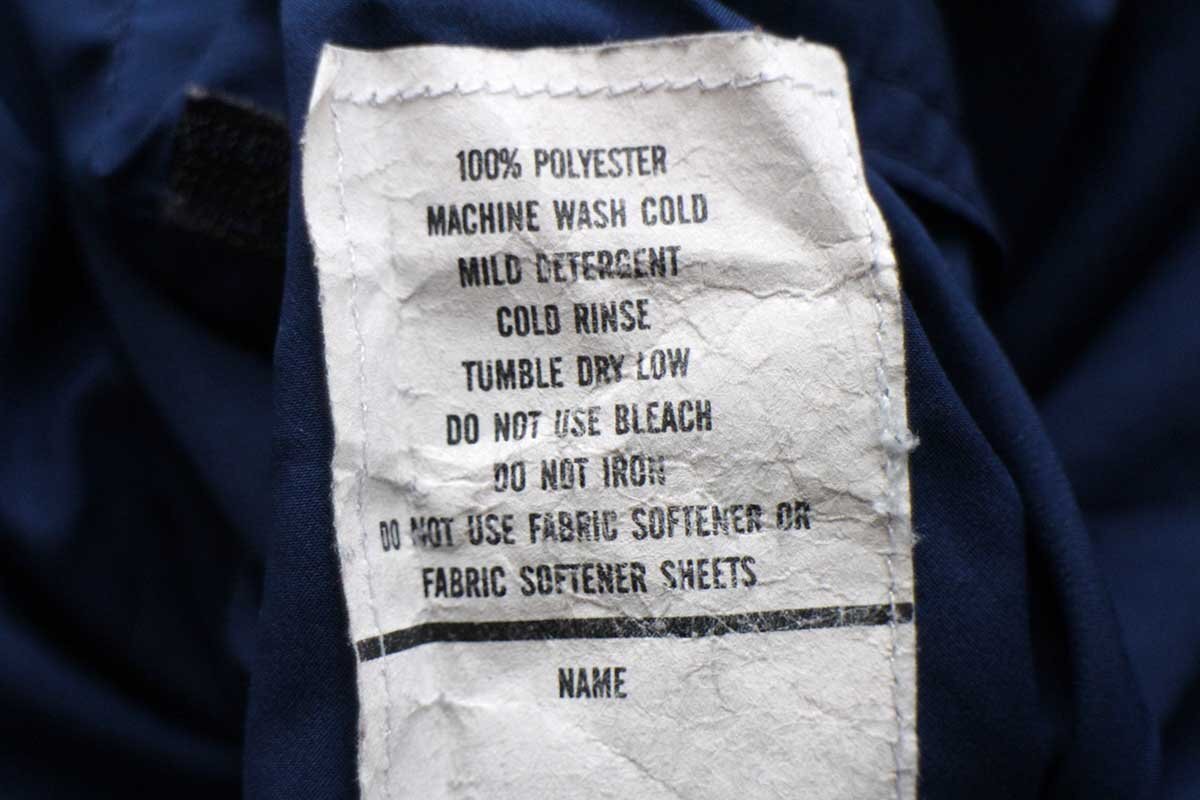 100% POLYESTER
MACHINE WASH COLD
MILD DETERGENT
COLD RINSE
TUMBLE DRY LOW
DO NOT USE BLEACH
DO NOT IRON
DO NOT USE FABRIC SOFTENER OR
FABRIC SOFTENER SHEETS
NAME